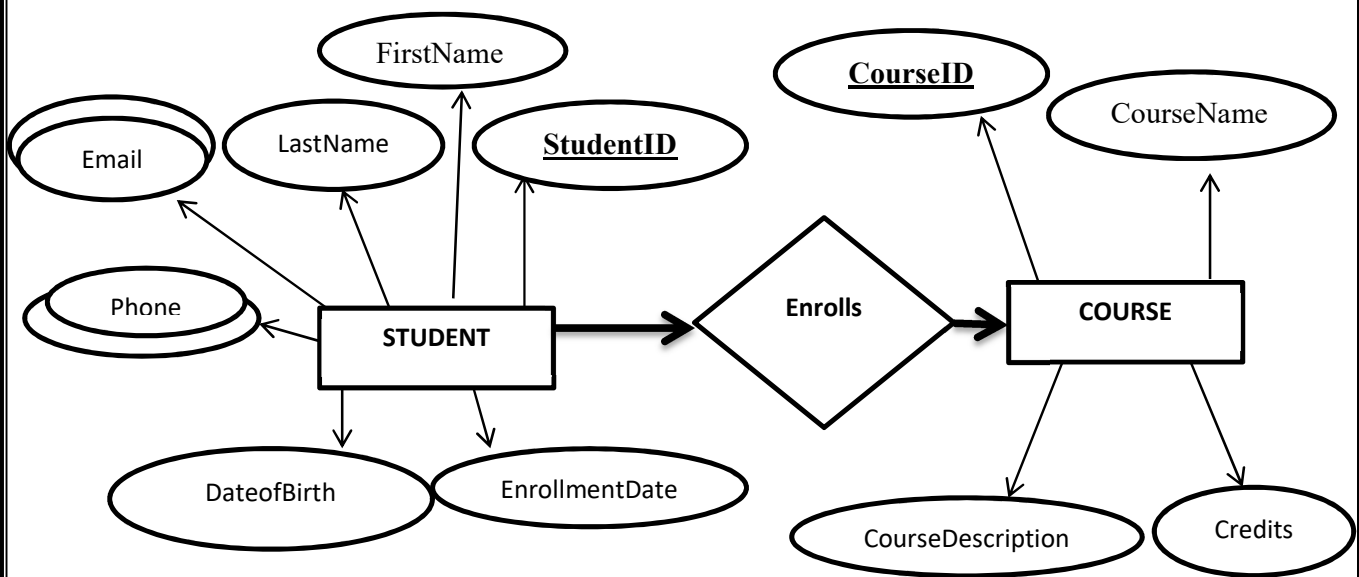 FirstName
CourseID
CourseName
Email
LastName
StudentID
Phone
STUDENT
Enrolls
COURSE
DateofBirth
EnrollmentDate
CourseDescription
Credits